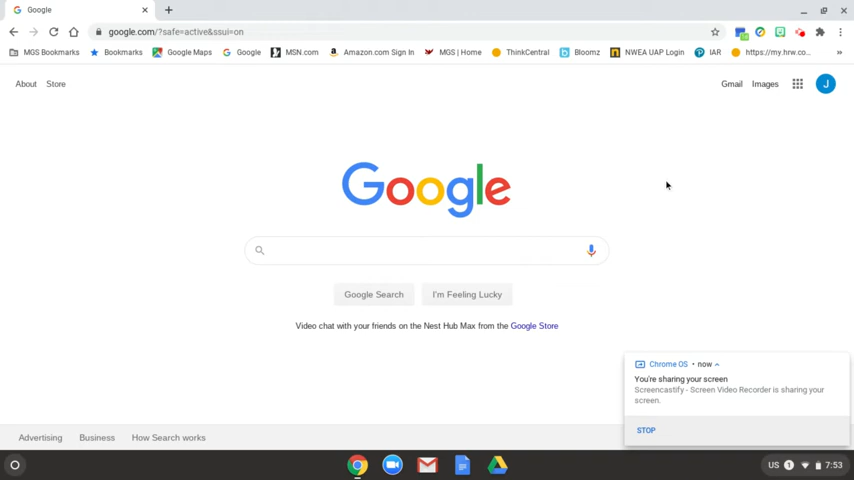 Google
google.com/?safe=active&ssui=on
MGS Bookmarks Bookmarks Google Maps Google MSN.com Amazon.com Sign In MGS | Home ThinkCentral Bloomz NWEA UAP Login IAR https://my.hrw.co... »
About Store Gmail Images J
Google
Google Search I'm Feeling Lucky
Video chat with your friends on the Nest Hub Max from the Google Store
Chrome OS • now
You're sharing your screen
Screencastify - Screen Video Recorder is sharing your
screen.
STOP
Advertising Business How Search works
US 1 7:53